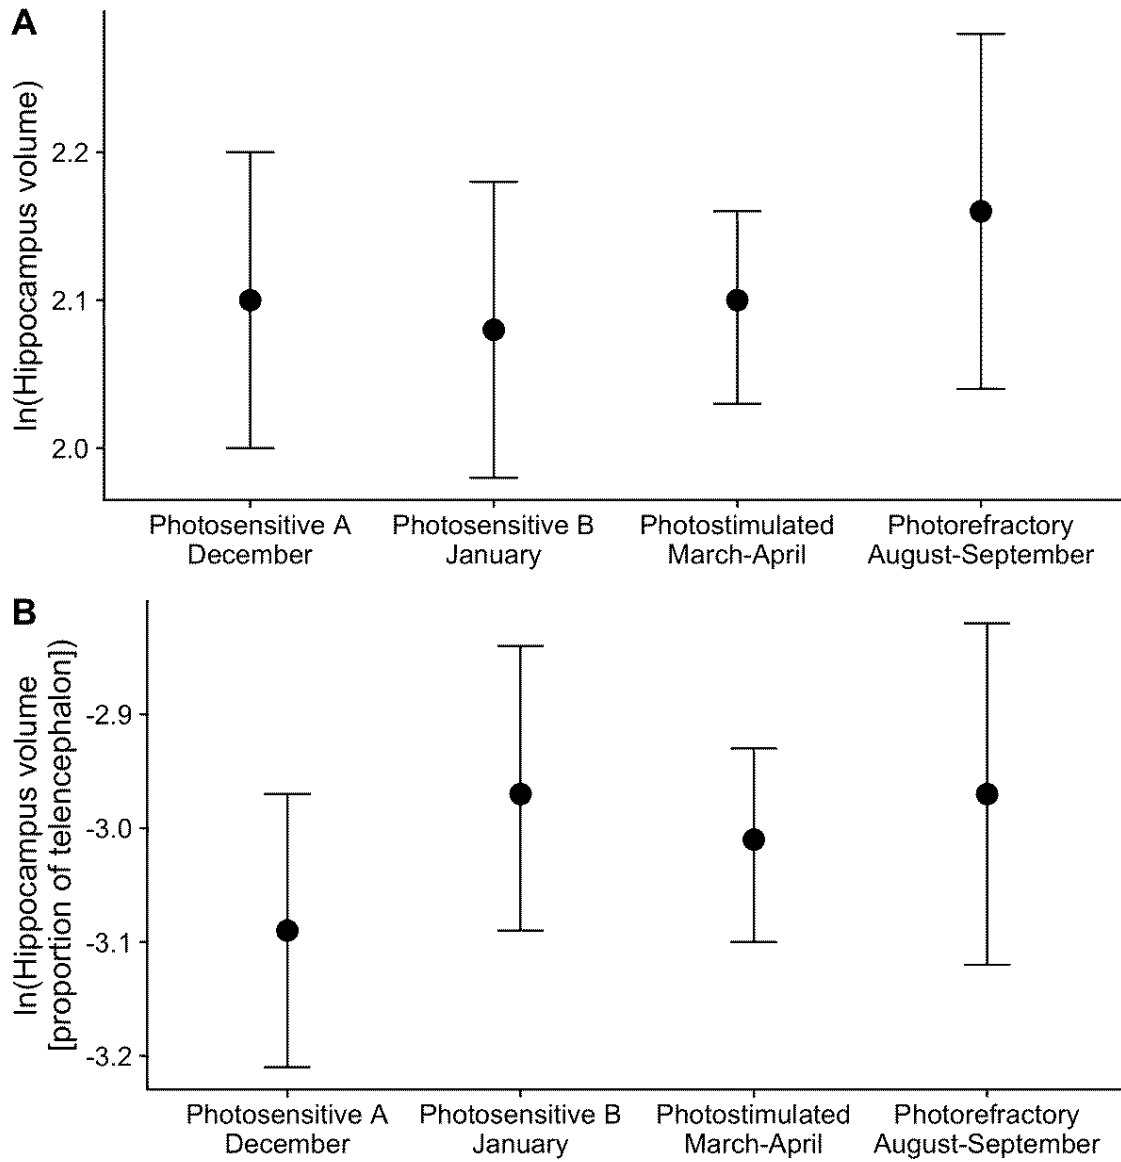 A
ln(Hippocampus volume)
2.2
2.1
2.0
Photosensitive A
December
Photosensitive B
January
Photostimulated
March-April
Photorefractory
August-September
B
ln(Hippocampus volume
[proportion of telencephalon])
-2.9
-3.0
-3.1
-3.2
Photosensitive A
December
Photosensitive B
January
Photostimulated
March-April
Photorefractory
August-September